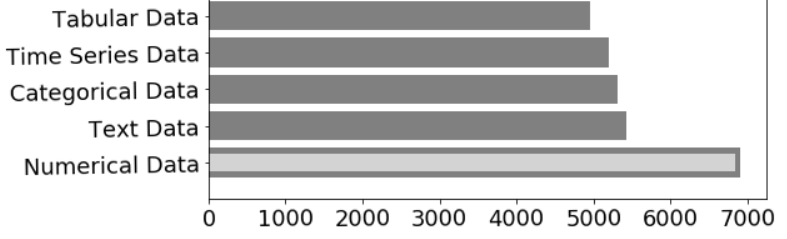 Tabular Data
Time Series Data
Categorical Data
Text Data
Numerical Data
0 1000 2000 3000 4000 5000 6000 7000